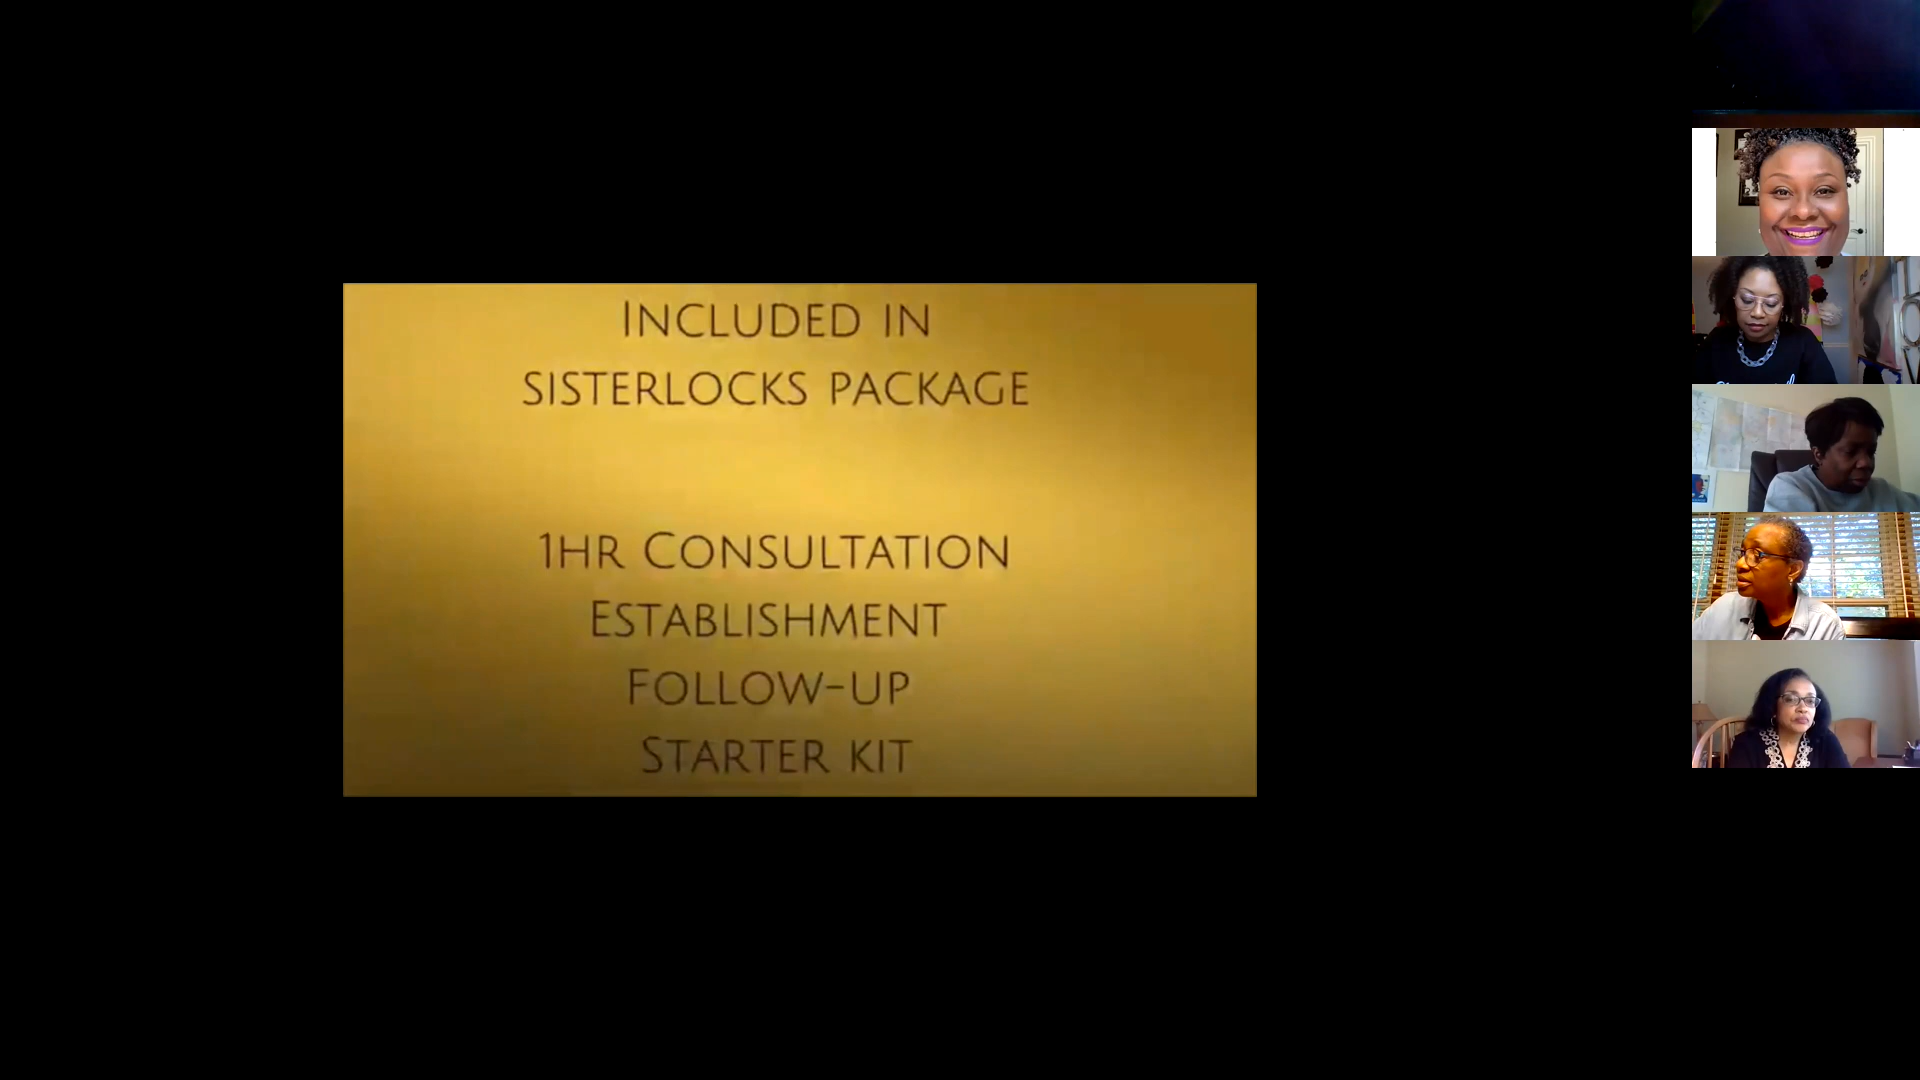 INCLUDED IN
SISTERLOCKS PACKAGE
1HR CONSULTATION
ESTABLISHMENT
FOLLOW-UP
STARTER KIT